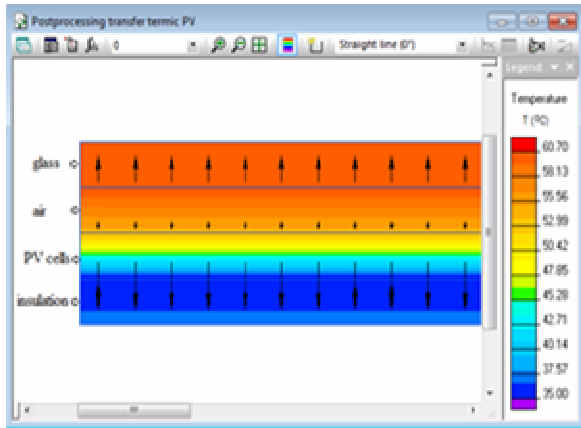 Postprocessing transfer termic PV
0
Straight line (0°)
Legend
Temperature
T (ºC)
60.70
58.13
55.56
52.99
50.42
47.85
45.28
42.71
40.14
37.57
35.00
glass
air
PV cells
insulation